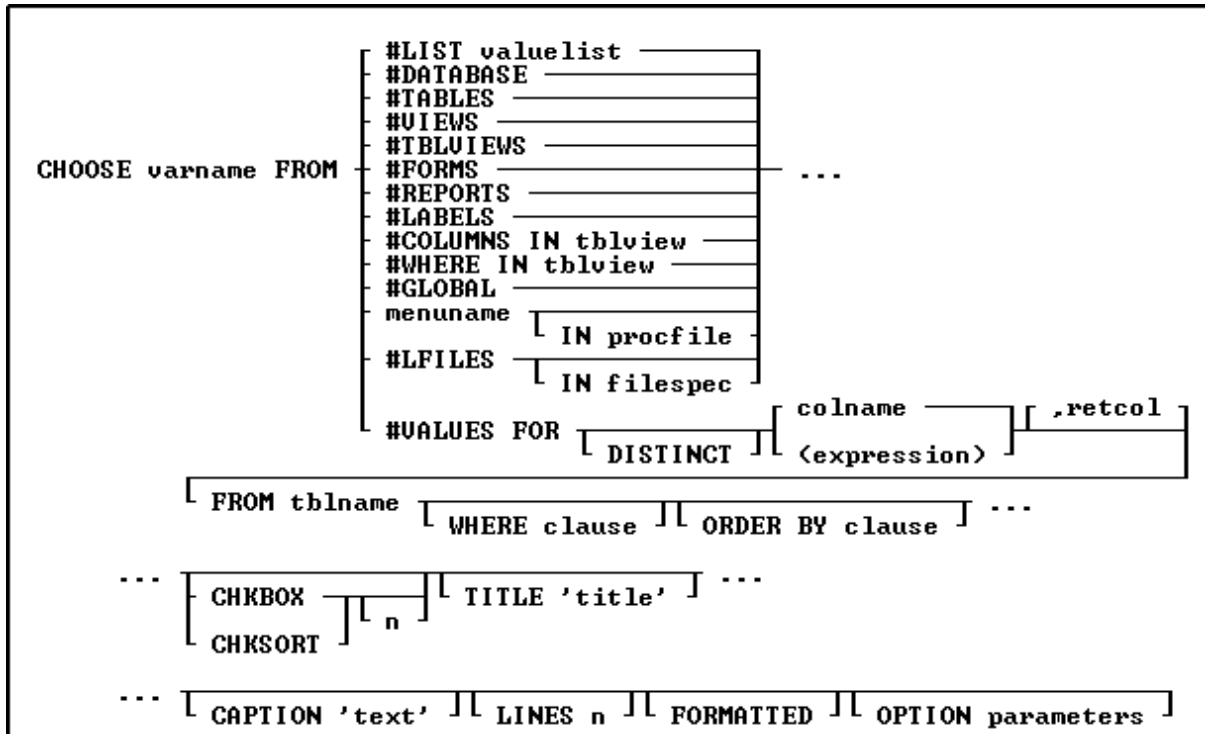 #LIST valuelist
#DATABASE
#TABLES
#VIEWS
#TBLVIEWS
CHOOSE varname FROM #FORMS ...
#REPORTS
#LABELS
#COLUMNS IN tblview
#WHERE IN tblview
#GLOBAL
menuname
IN procfile
#LFILES
IN filespec
colname ,retcol
#VALUES FOR
DISTINCT (expression)
FROM tblname ...
WHERE clause ORDER BY clause
... ...
CHKBOX TITLE 'title'
n
CHKSORT
...
CAPTION 'text' LINES n FORMATTED OPTION parameters